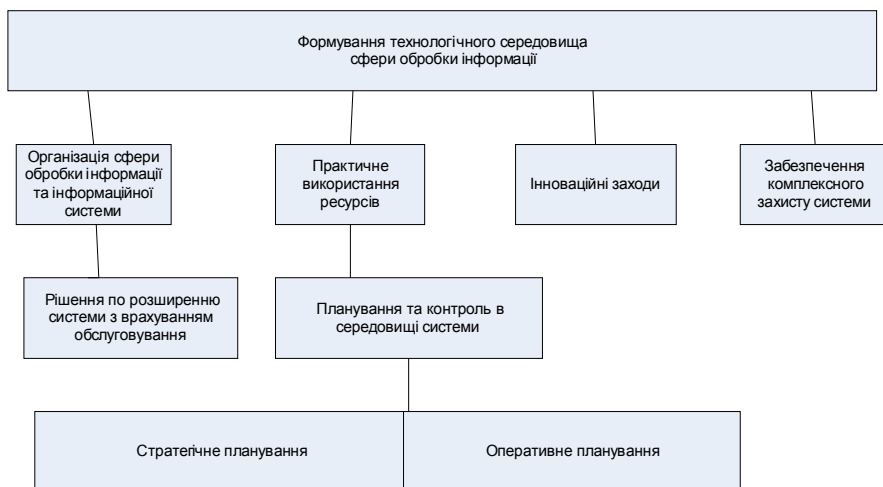 Формування технологічного середовища
сфери обробки інформації
Організація сфери
обробки інформації
та інформаційної
системи
Практичне
використання
ресурсів
Інноваційні заходи
Забезпечення
комплексного
захисту системи
Рішення по розширенню
системи з врахуванням
обслуговування
Планування та контроль в
середовищі системи
Стратегічне планування
Оперативне планування